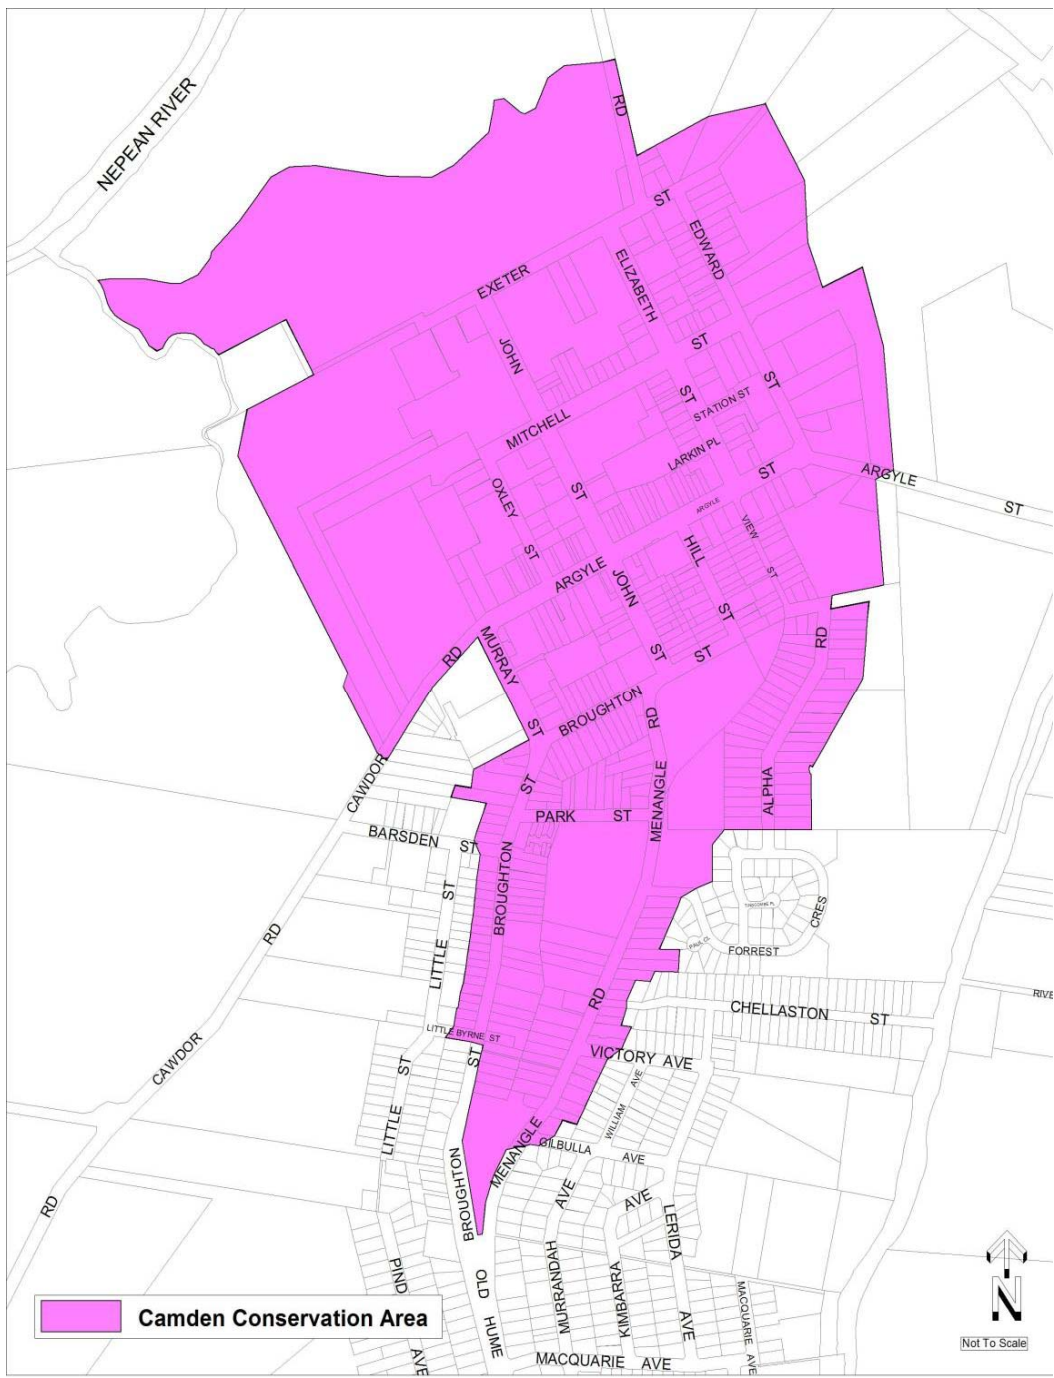 NEPEAN RIVER
RD
ST
EXETER
ELIZABETH
EDWARD
JOHN
ST
MITCHELL
ST
ST
STATION ST
LARKIN PL
OXLEY
ST
ST
ARGYLE
ST
ARGYLE
VIEW
ST
HILL
ST
ST
ARGYLE
JOHN
ST
ST
RD
MURRAY
ST
BROUGHTON
RD
RD
CAWDOR
ST
MENANGLE
ALPHA
PARK ST
BARSDEN ST
BROUGHTON
ST
LITTLE
RD
CRES
PAUL CL
FORREST
RD
RIVE
CHELLASTON ST
LITTLE BYRNE ST
ST
VICTORY AVE
CAWDOR
ST
AVE
WILLIAM
LITTLE
MENANGLE
GILBULLA AVE
BROUGHTON
AVE
AVE
LERIDA
RD
PIND
AVE
OLD
HUME
MURRANDAH
KIMBARRA
AVE
MACQUARIE AVE
MACQUARIE AVE
N
Not To Scale
Camden Conservation Area